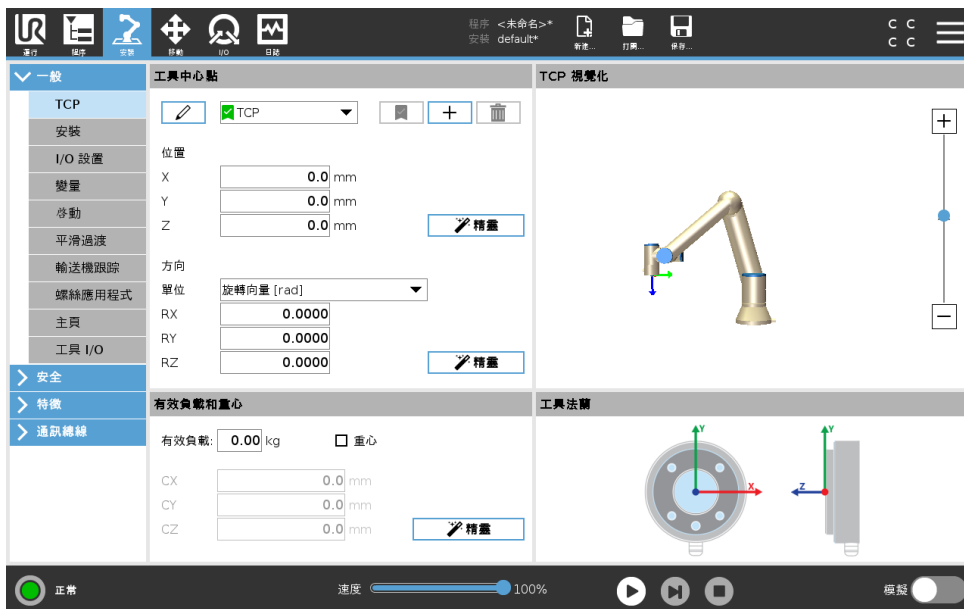 UR
運行
程序
安裝
移動
I/O
日誌
程序 <未命名>*
安裝 default*
新建...
打開...
保存...
C C
C C
一般
TCP
安裝
I/O 設置
變量
啓動
平滑過渡
輸送機跟踪
螺絲應用程式
主頁
工具 I/O
安全
特徵
通訊總線
工具中心點
TCP
位置
X 0.0 mm
Y 0.0 mm
Z 0.0 mm
精靈
方向
單位 旋轉向量 [rad]
RX 0.0000
RY 0.0000
RZ 0.0000
精靈
有效負載和重心
有效負載: 0.00 kg 重心
CX 0.0 mm
CY 0.0 mm
CZ 0.0 mm
精靈
TCP 視覺化
工具法蘭
Y
X
Y
Z
正常
速度 100%
模擬